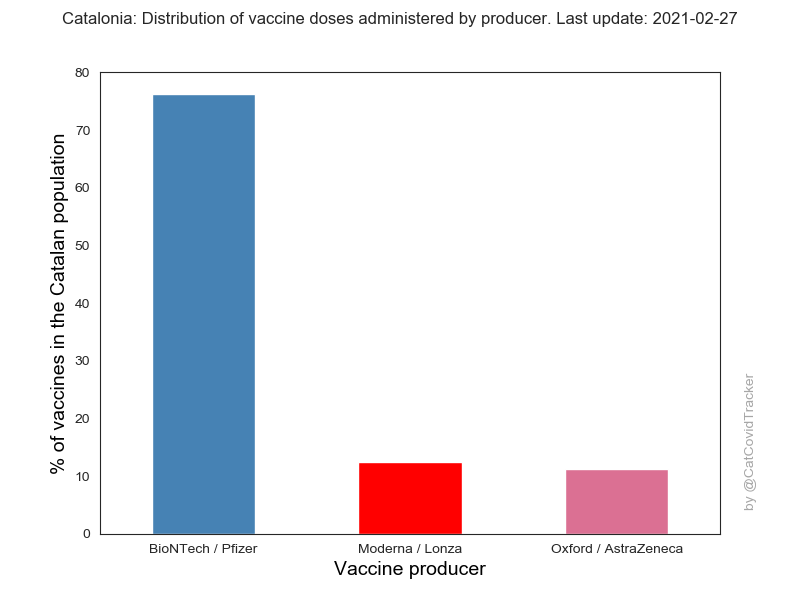 Catalonia: Distribution of vaccine doses administered by producer. Last update: 2021-02-27
% of vaccines in the Catalan population
80
70
60
50
40
30
20
10
0
BioNTech / Pfizer
Moderna / Lonza
Oxford / AstraZeneca
Vaccine producer
by @CatCovidTracker